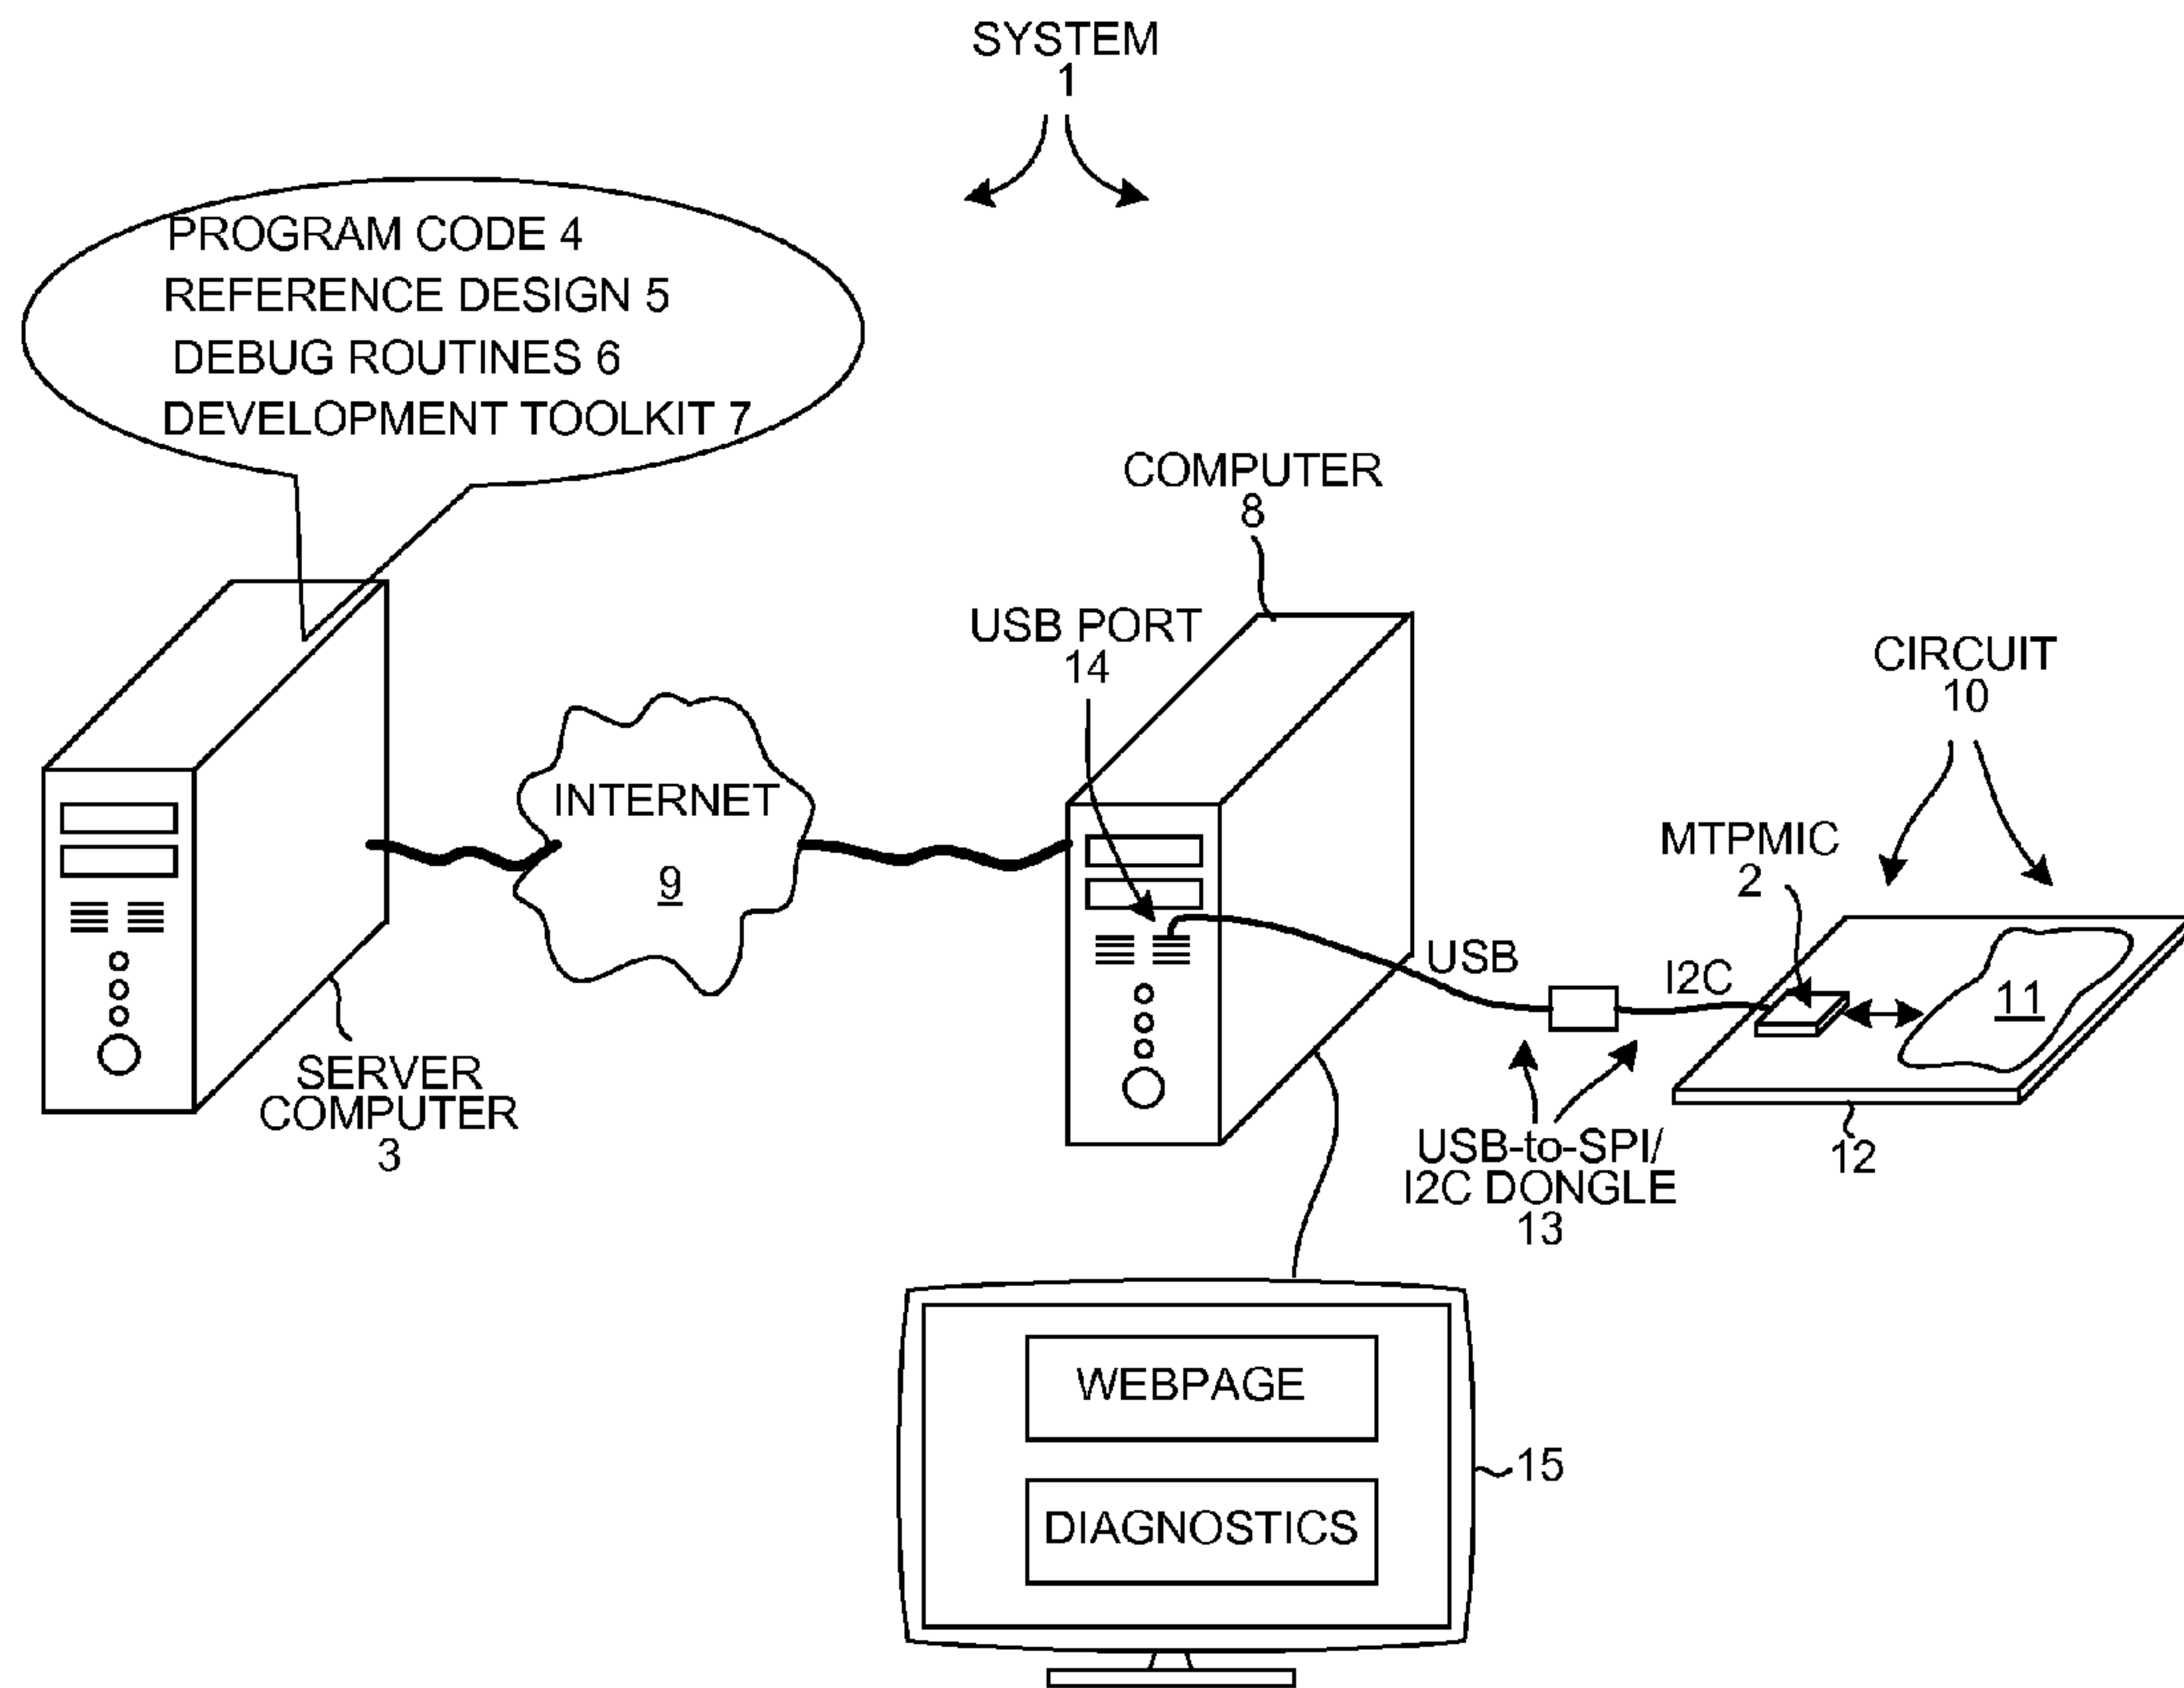 SYSTEM
1
PROGRAM CODE 4
REFERENCE DESIGN 5
DEBUG ROUTINES 6
DEVELOPMENT TOOLKIT 7
COMPUTER
8
USB PORT
14
CIRCUIT
10
INTERNET
9
MTPMIC
2
USB
I2C
11
SERVER
COMPUTER
3
USB-to-SPI/
I2C DONGLE
13
12
WEBPAGE
15
DIAGNOSTICS